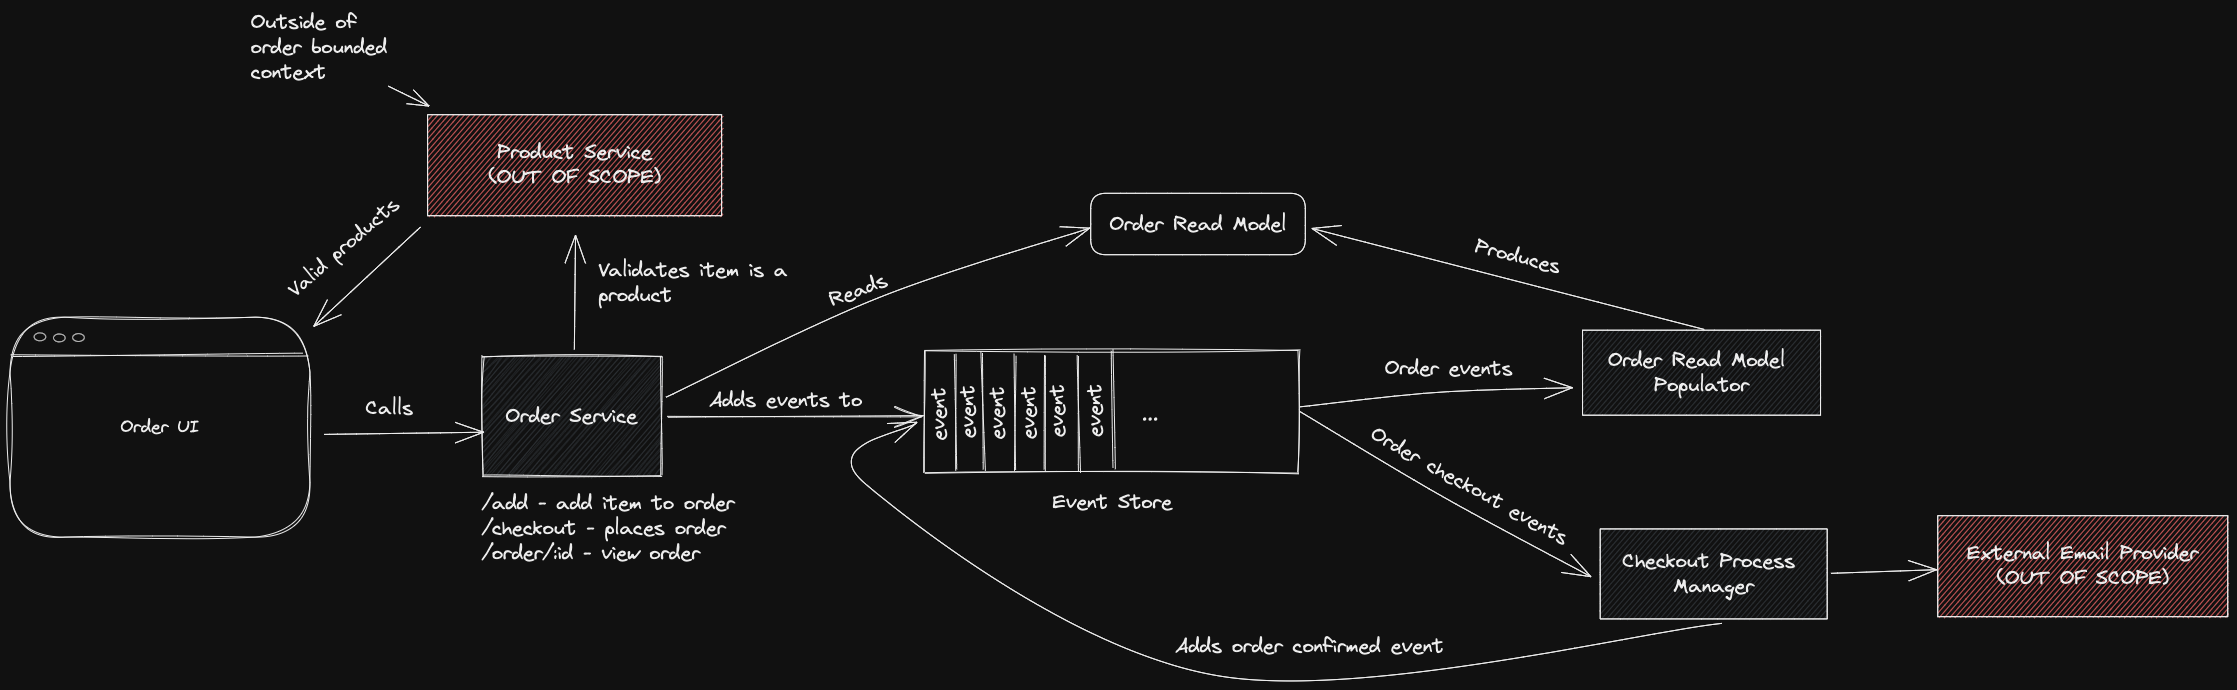 Outside of
order bounded
context
Product Service
(OUT OF SCOPE)
Valid products
Validates item is a
product
Order UI
Calls
Order Service
/add - add item to order
/checkout - places order
/order/:id - view order
Reads
Adds events to
Order Read Model
Produces
event
event
event
event
event
event
...
Event Store
Order events
Order Read Model
Populator
Order checkout events
Checkout Process
Manager
External Email Provider
(OUT OF SCOPE)
Adds order confirmed event